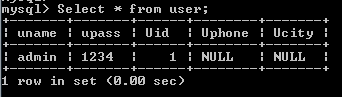 mysql> Select * from user;
+-------+-------+------+--------+-------+
| uname | upass | Uid  | Uphone | Ucity |
+-------+-------+------+--------+-------+
| admin | 1234  |    1 | NULL   | NULL  |
+-------+-------+------+--------+-------+
1 row in set (0.00 sec)